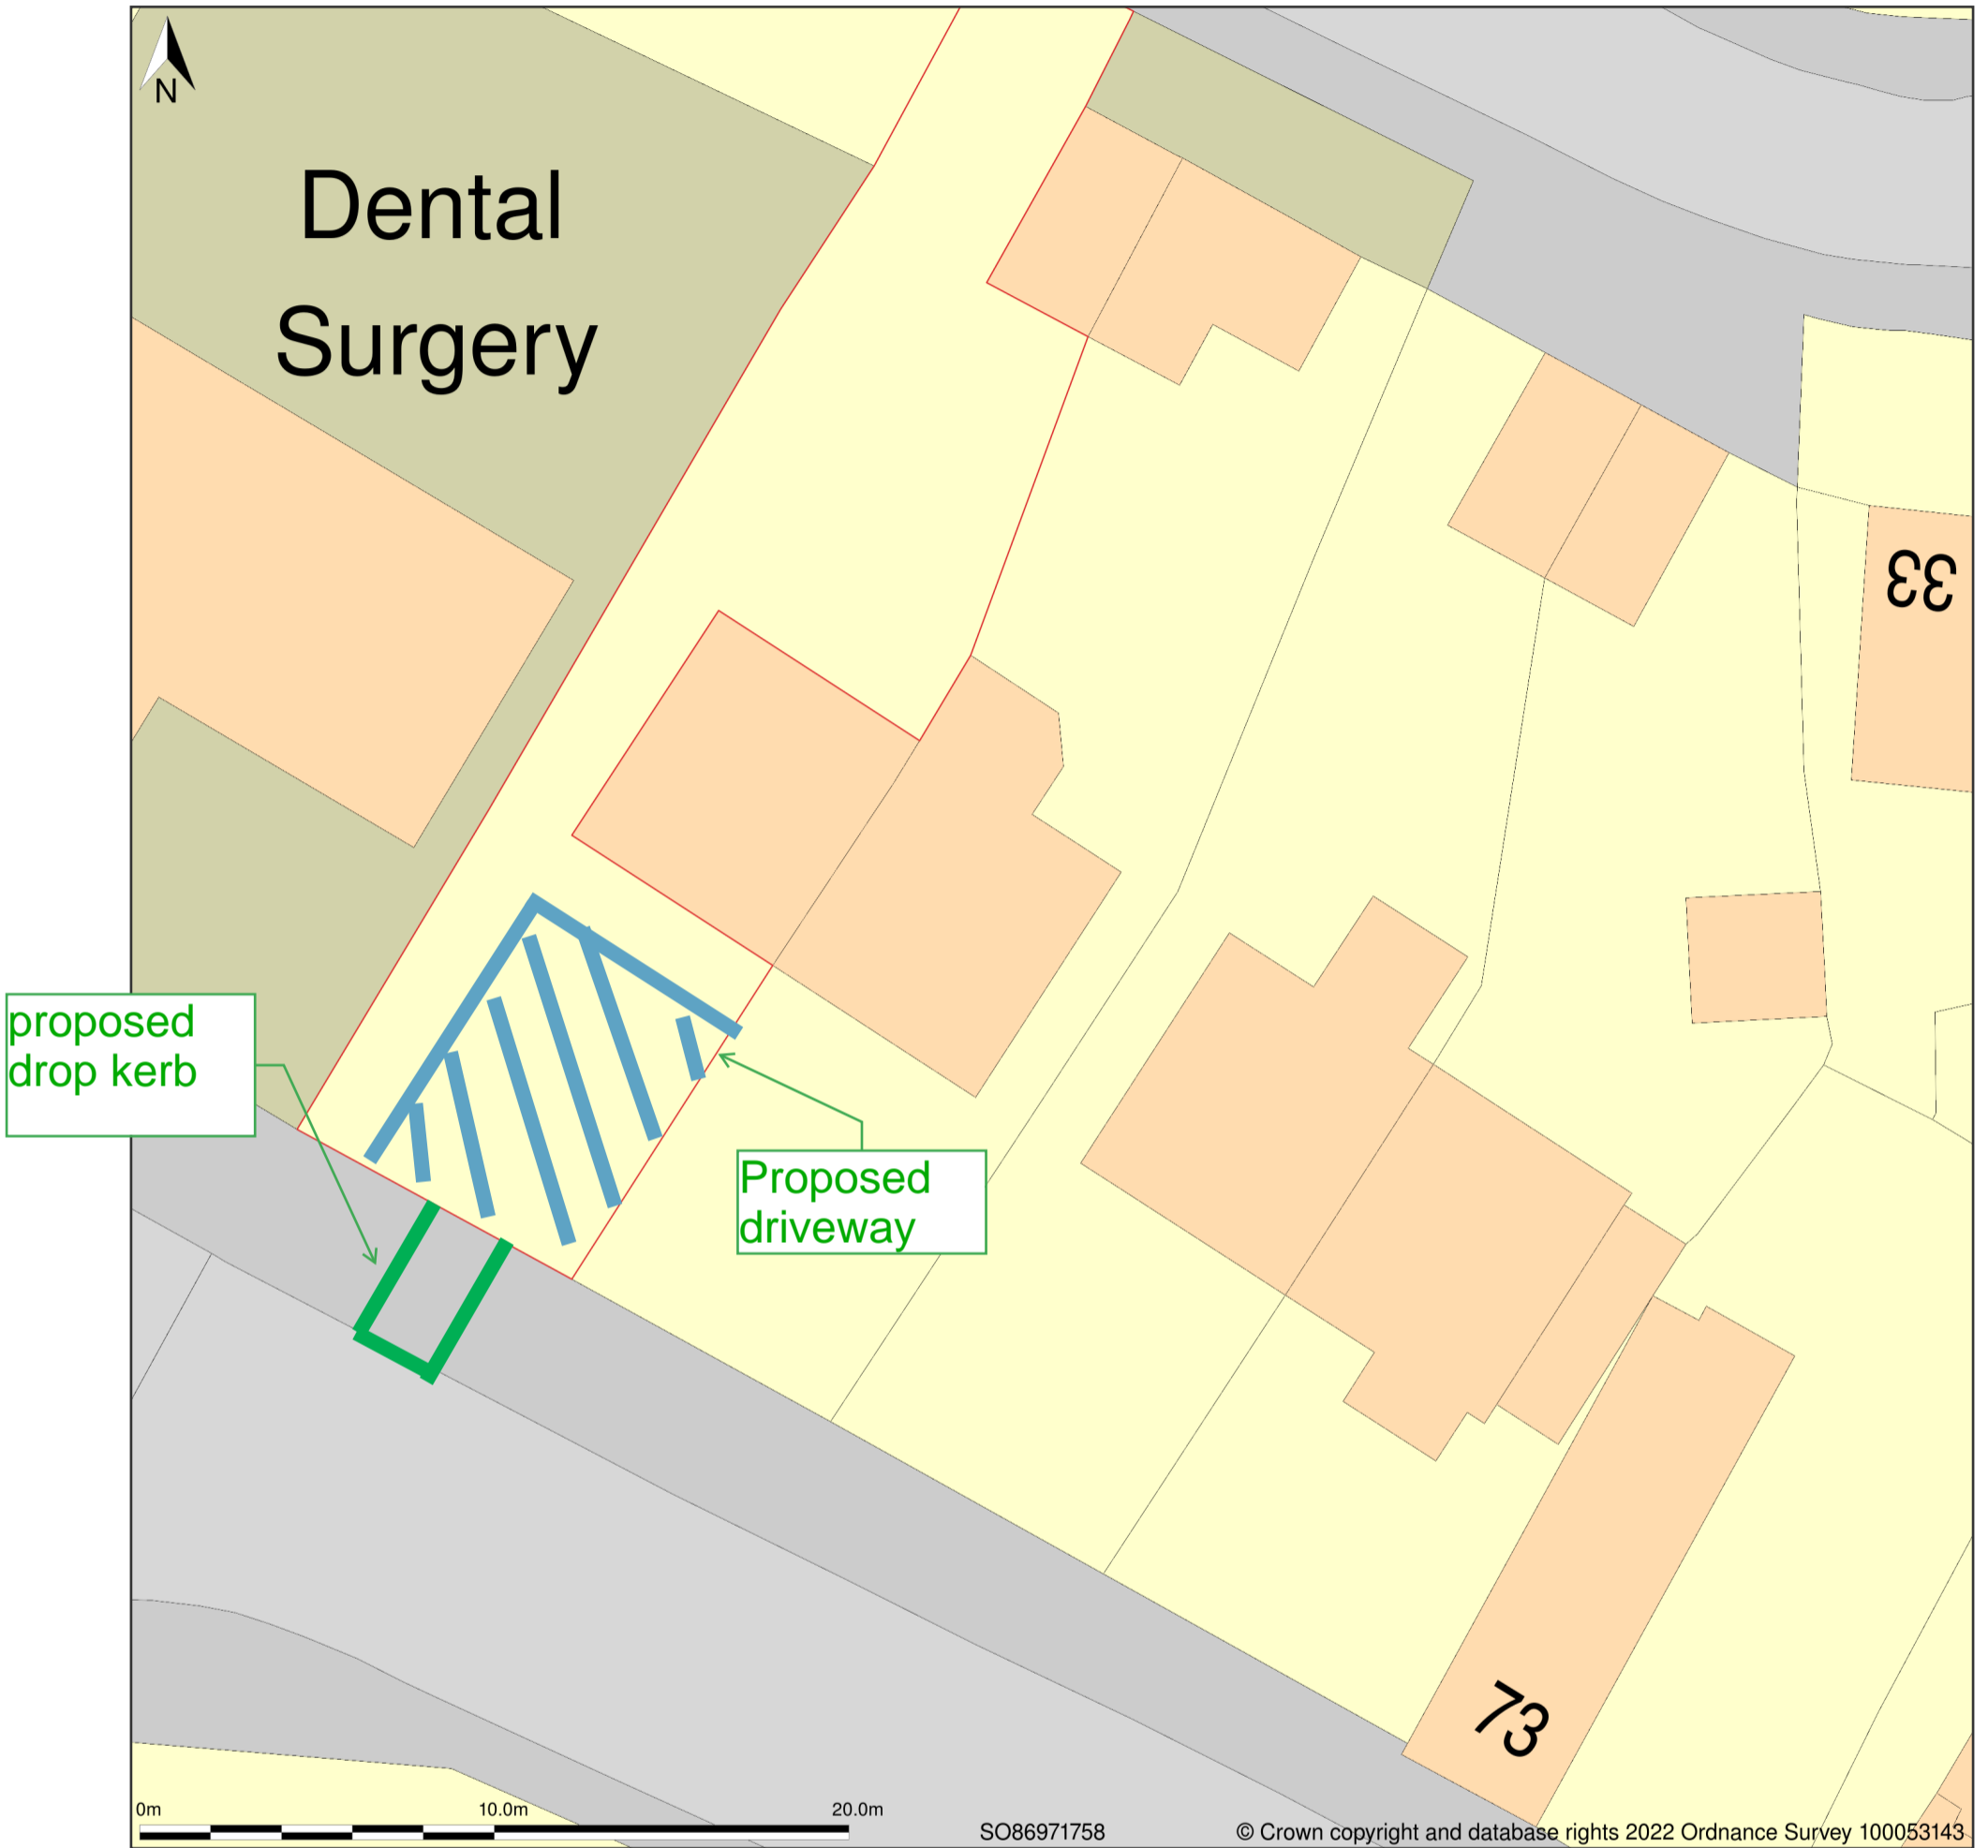 N
Dental
Surgery
33
proposed
drop kerb
Proposed
driveway
73
0m 10.0m 20.0m
SO86971758
© Crown copyright and database rights 2022 Ordnance Survey 100053143